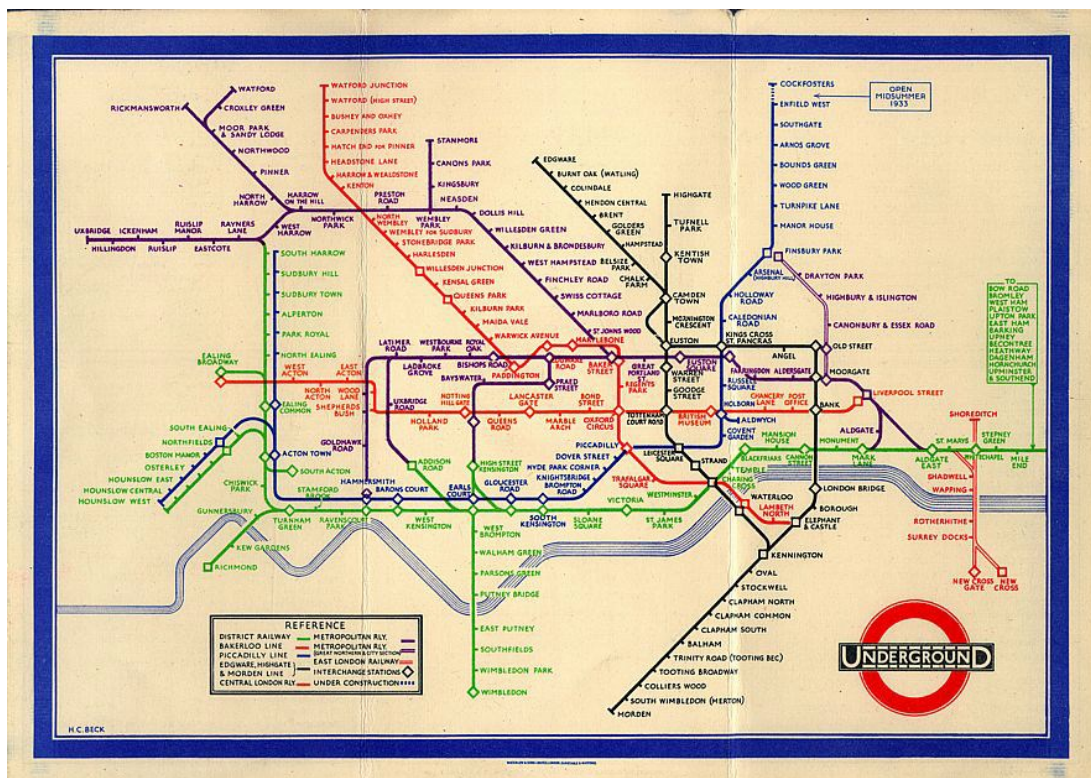 WATFORD
RICKMANSWORTH
CROXLEY GREEN
MOOR PARK
& SANDY LODGE
NORTHWOOD
PINNER
NORTH
HARROW
HARROW
ON THE HILL
WEST
HARROW
UXBRIDGE
ICKENHAM
RUISLIP
MANOR
RAYNERS
LANE
HILLINGDON
RUISLIP
EASTCOTE
NORTHWICK
PARK
PRESTON
ROAD
WEMBLEY
PARK
STANMORE
CANONS PARK
KINGSBURY
NEASDEN
DOLLIS HILL
WILLESDEN GREEN
KILBURN & BRONDESBURY
WEST HAMPSTEAD
FINCHLEY ROAD
SWISS COTTAGE
MARLBORO ROAD
ST JOHNS WOOD
WATFORD JUNCTION
WATFORD (HIGH STREET)
BUSHEY AND OXHEY
CARPENDERS PARK
HATCH END FOR PINNER
HEADSTONE LANE
HARROW & WEALDSTONE
KENTON
NORTH
WEMBLEY
WEMBLEY FOR SUDBURY
STONEBRIDGE PARK
HARLESDEN
WILLESDEN JUNCTION
KENSAL GREEN
QUEENS PARK
KILBURN PARK
MAIDA VALE
WARWICK AVENUE
PADDINGTON
EDGWARE
ROAD
MARYLEBONE
BAKER
STREET
REGENTS
PARK
OXFORD
CIRCUS
PICCADILLY
TRAFALGAR
SQUARE
CHARING
CROSS
WATERLOO
LAMBETH
NORTH
ELEPHANT
& CASTLE
EDGWARE
BURNT OAK (WATLING)
COLINDALE
HENDON CENTRAL
BRENT
GOLDERS
GREEN
HAMPSTEAD
BELSIZE
PARK
CHALK
FARM
HIGHGATE
TUFNELL
PARK
KENTISH
TOWN
CAMDEN
TOWN
MORNINGTON
CRESCENT
EUSTON
WARREN
STREET
GOODGE
STREET
TOTTENHAM
COURT ROAD
LEICESTER
SQUARE
STRAND
COCKFOSTERS
OPEN
MIDSUMMER
1933
ENFIELD WEST
SOUTHGATE
ARNOS GROVE
BOUNDS GREEN
WOOD GREEN
TURNPIKE LANE
MANOR HOUSE
FINSBURY PARK
ARSENAL
(HIGHBURY HILL)
HOLLOWAY
ROAD
CALEDONIAN
ROAD
KINGS CROSS
ST. PANCRAS
RUSSELL
SQUARE
HOLBORN
ALDWYCH
COVENT
GARDEN
DRAYTON PARK
HIGHBURY & ISLINGTON
CANONBURY & ESSEX ROAD
OLD STREET
ANGEL
MOORGATE
BANK
LONDON BRIDGE
BOROUGH
TO
BOW ROAD
BROMLEY
WEST HAM
PLAISTOW
UPTON PARK
EAST HAM
BARKING
UPNEY
BECONTREE
HEATHWAY
DAGENHAM
HORNCHURCH
UPMINSTER
& SOUTHEND
SOUTH HARROW
SUDBURY HILL
SUDBURY TOWN
ALPERTON
PARK ROYAL
NORTH EALING
EALING
BROADWAY
WEST
ACTON
EAST
ACTON
NORTH
ACTON
WOOD
LANE
SHEPHERDS
BUSH
HOLLAND
PARK
NOTTING
HILL GATE
QUEENS
ROAD
LANCASTER
GATE
MARBLE
ARCH
BOND
STREET
BRITISH
MUSEUM
CHANCERY
LANE
POST
OFFICE
LIVERPOOL STREET
LATIMER
ROAD
WESTBOURNE
PARK
ROYAL
OAK
LADBROKE
GROVE
BISHOPS ROAD
BAYSWATER
PRAED
STREET
UXBRIDGE
ROAD
GOLDHAWK
ROAD
HAMMERSMITH
GREAT
PORTLAND
EUSTON
SQUARE
FARRINGDON
ALDERSGATE
ALDGATE
EALING
COMMON
SOUTH EALING
NORTHFIELDS
BOSTON MANOR
OSTERLEY
HOUNSLOW EAST
HOUNSLOW CENTRAL
HOUNSLOW WEST
ACTON TOWN
SOUTH ACTON
CHISWICK
PARK
GUNNERSBURY
TURNHAM
GREEN
KEW GARDENS
RICHMOND
STAMFORD
BROOK
RAVENSCOURT
PARK
BARONS COURT
WEST
KENSINGTON
ADDISON
ROAD
HIGH STREET
KENSINGTON
EARLS
COURT
GLOUCESTER
ROAD
SOUTH
KENSINGTON
DOVER STREET
HYDE PARK CORNER
KNIGHTSBRIDGE
BROMPTON
ROAD
SLOANE
SQUARE
VICTORIA
ST JAMES
PARK
WESTMINSTER
TEMPLE
BLACKFRIARS
MANSION
HOUSE
CANNON
STREET
MONUMENT
MARK
LANE
ALDGATE
EAST
ST. MARYS
STEPNEY
GREEN
WHITECHAPEL
MILE
END
SHOREDITCH
SHADWELL
WAPPING
ROTHERHITHE
SURREY DOCKS
NEW CROSS
GATE
NEW
CROSS
WEST
BROMPTON
WALHAM GREEN
PARSONS GREEN
PUTNEY BRIDGE
EAST PUTNEY
SOUTHFIELDS
WIMBLEDON PARK
WIMBLEDON
KENNINGTON
OVAL
STOCKWELL
CLAPHAM NORTH
CLAPHAM COMMON
CLAPHAM SOUTH
BALHAM
TRINITY ROAD (TOOTING BEC)
TOOTING BROADWAY
COLLIERS WOOD
SOUTH WIMBLEDON (MERTON)
MORDEN
REFERENCE
DISTRICT RAILWAY
BAKERLOO LINE
PICCADILLY LINE
EDGWARE, HIGHGATE
& MORDEN LINE
CENTRAL LONDON RLY.
METROPOLITAN RLY.
METROPOLITAN RLY.
(GREAT NORTHERN & CITY SECTION)
EAST LONDON RAILWAY
INTERCHANGE STATIONS
UNDER CONSTRUCTION
UNDERGROUND
H.C. BECK